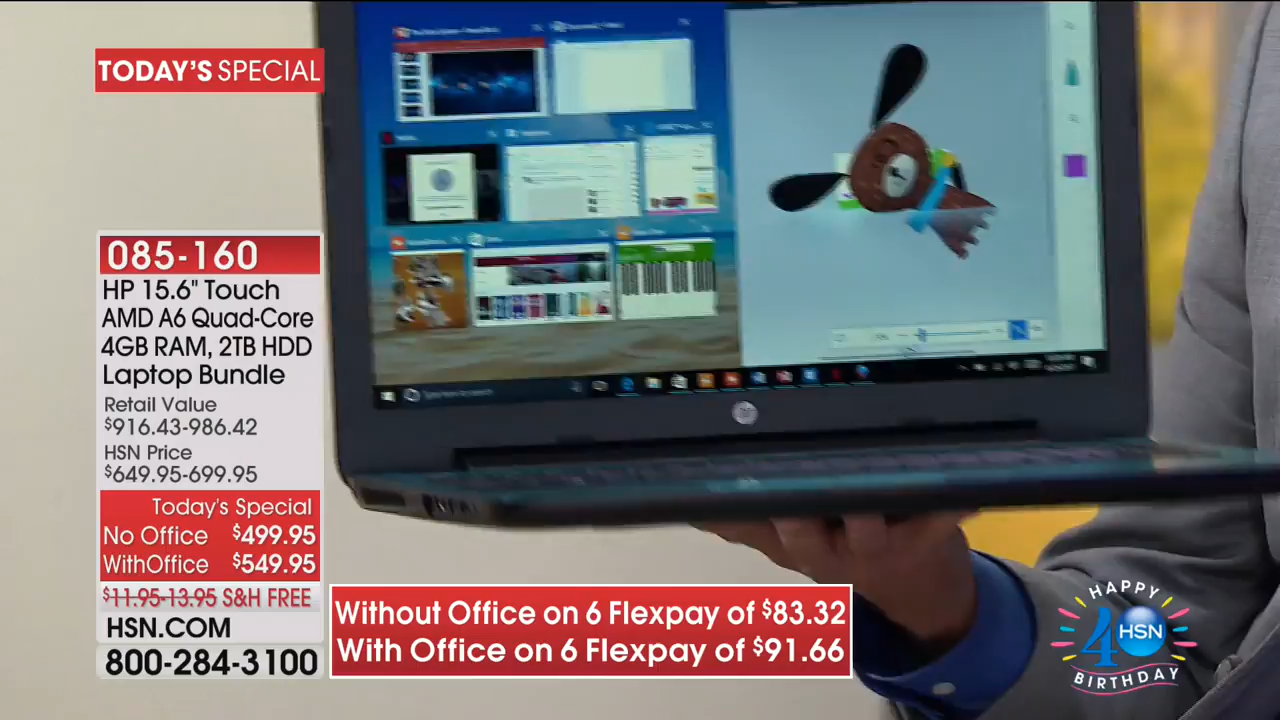 TODAY'S SPECIAL
085-160
HP 15.6" Touch
AMD A6 Quad-Core
4GB RAM, 2TB HDD
Laptop Bundle
Retail Value
$916.43-986.42
HSN Price
$649.95-699.95
Today's Special
No Office $499.95
WithOffice $549.95
$11.95-13.95 S&H FREE
HSN.COM
800-284-3100
Without Office on 6 Flexpay of $83.32
With Office on 6 Flexpay of $91.66
HAPPY
40 HSN
BIRTHDAY